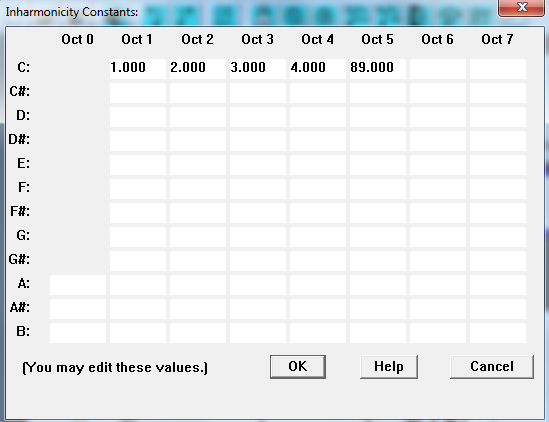 Inharmonicity Constants:
Oct 0 Oct 1 Oct 2 Oct 3 Oct 4 Oct 5 Oct 6 Oct 7
C: 1.000 2.000 3.000 4.000 89.000
C#:
D:
D#:
E:
F:
F#:
G:
G#:
A:
A#:
B:
(You may edit these values.) OK Help Cancel